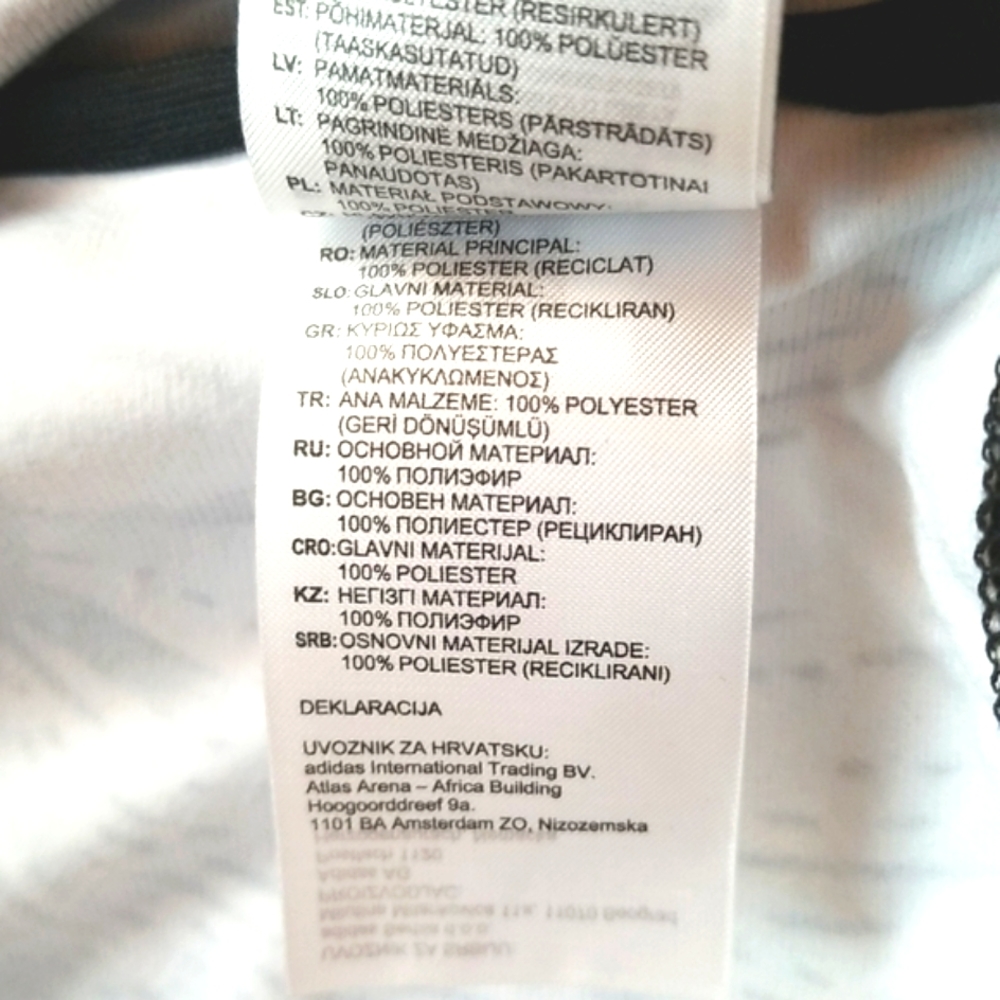 (RESIRKULERT)
EST: PÕHIMATERJAL: 100% POLÜESTER
(TAASKASUTATUD)
LV: PAMATMATERIĀLS:
100% POLIESTERS (PĀRSTRĀDĀTS)
LT: PAGRINDINĖ MEDŽIAGA:
100% POLIESTERIS (PAKARTOTINAI
PANAUDOTAS)
PL: MATERIAŁ PODSTAWOWY:
100% POLIESTER
(POLIÉSZTER)
RO: MATERIAL PRINCIPAL:
100% POLIESTER (RECICLAT)
SLO: GLAVNI MATERIAL:
100% POLIESTER (RECIKLIRAN)
GR: ΚΥΡΙΩΣ ΥΦΑΣΜΑ:
100% ΠΟΛΥΕΣΤΕΡΑΣ
(ΑΝΑΚΥΚΛΩΜΕΝΟΣ)
TR: ANA MALZEME: 100% POLYESTER
(GERİ DÖNÜŞÜMLÜ)
RU: ОСНОВНОЙ МАТЕРИАЛ:
100% ПОЛИЭФИР
BG: ОСНОВЕН МАТЕРИАЛ:
100% ПОЛИЕСТЕР (РЕЦИКЛИРАН)
CRO: GLAVNI MATERIJAL:
100% POLIESTER
KZ: НЕГІЗГІ МАТЕРИАЛ:
100% ПОЛИЭФИР
SRB: OSNOVNI MATERIJAL IZRADE:
100% POLIESTER (RECIKLIRANI)
DEKLARACIJA
UVOZNIK ZA HRVATSKU:
adidas International Trading BV.
Atlas Arena – Africa Building
Hoogoorddreef 9a.
1101 BA Amsterdam ZO, Nizozemska